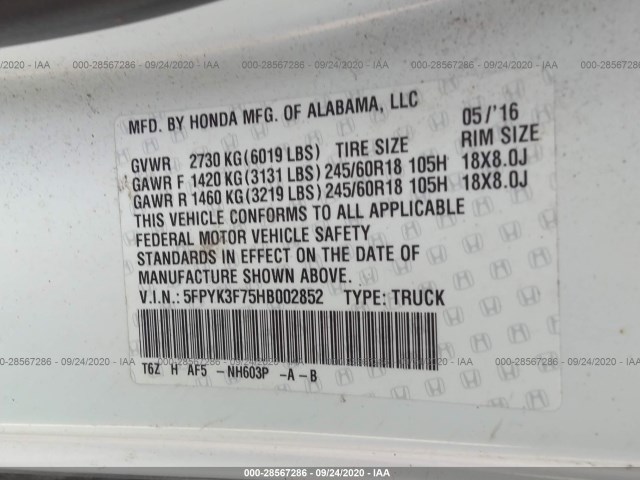 /2020 - IAA 000-28567286 - 09/24/2020 - IAA 000-28567286 - 09/24/2020 - IAA 000-28567
MFD. BY HONDA MFG. OF ALABAMA, LLC 05/'16
GVWR 2730 KG(6019 LBS) TIRE SIZE RIM SIZE
GAWR F 1420 KG(3131 LBS)245/60R18 105H 18X8.0J
GAWR R 1460 KG(3219 LBS)245/60R18 105H 18X8.0J
THIS VEHICLE CONFORMS TO ALL APPLICABLE
FEDERAL MOTOR VEHICLE SAFETY
STANDARDS IN EFFECT ON THE DATE OF
MANUFACTURE SHOWN ABOVE.
V.I.N.: 5FPYK3F75HB002852 TYPE: TRUCK
/2020 - IAA 000-28567286 - 09/24/2020 - IAA 000-28567286 - 09/24/2020 - IAA 000-28567
T6Z H AF5 -NH603P -A-B
000-28567286 - 09/24/2020 - IAA